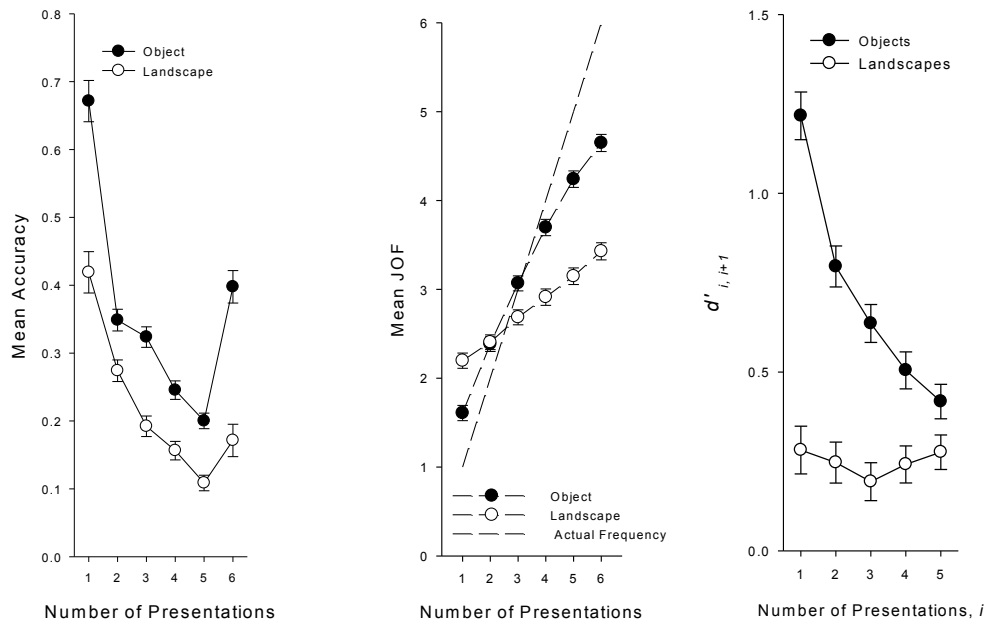 0.8
0.7
0.6
0.5
0.4
0.3
0.2
0.1
0.0
Mean Accuracy
Object
Landscape
1 2 3 4 5 6
Number of Presentations
6
5
4
3
2
1
0
Mean JOF
Object
Landscape
Actual Frequency
1 2 3 4 5 6
Number of Presentations
1.5
1.0
0.5
0.0
d' i, i+1
Objects
Landscapes
1 2 3 4 5
Number of Presentations, i